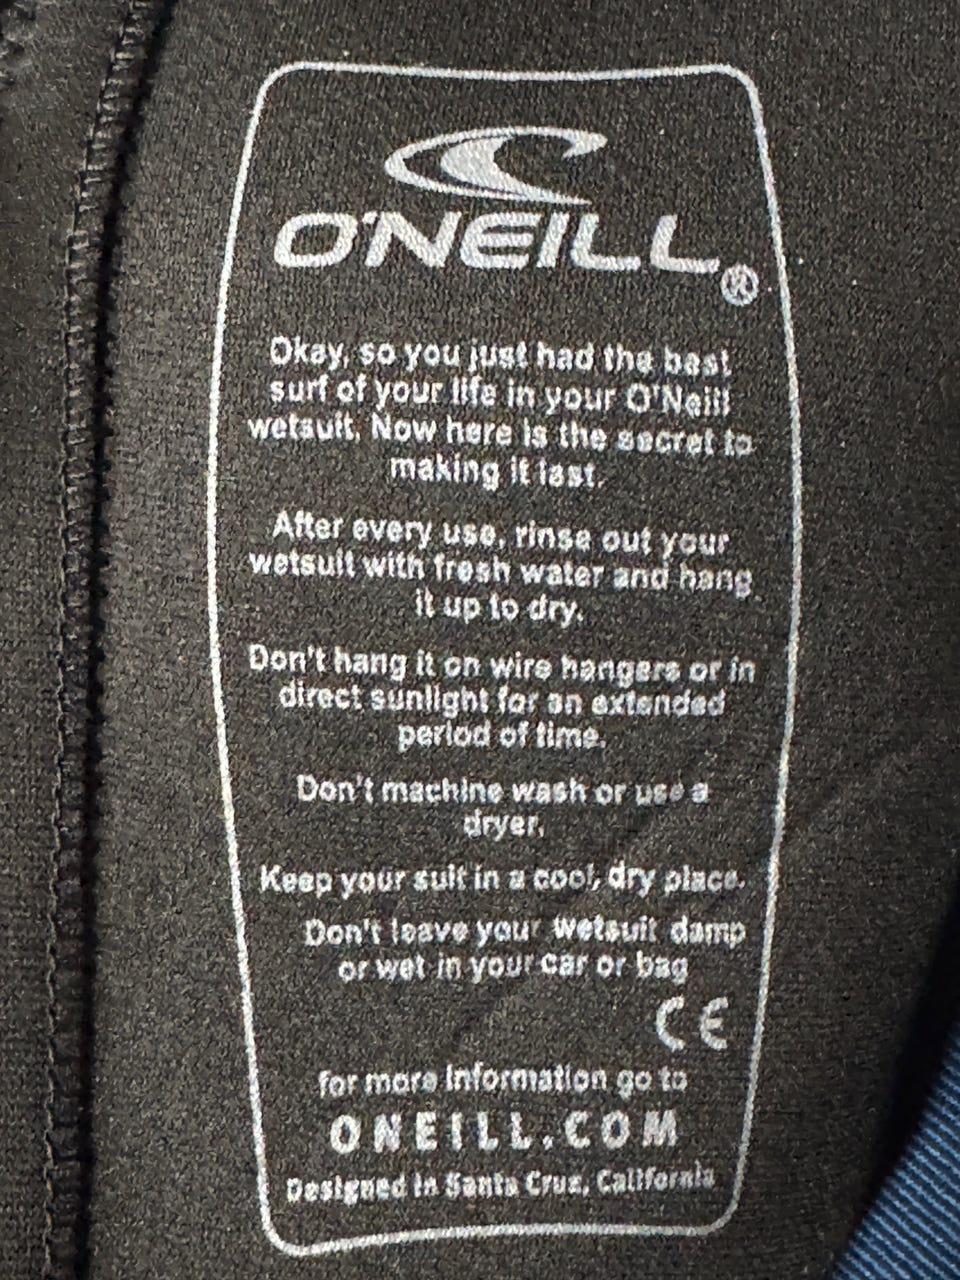 O'NEILL®
Okay, so you just had the best
surf of your life in your O'Neill
wetsuit. Now here is the secret to
making it last.
After every use, rinse out your
wetsuit with fresh water and hang
it up to dry.
Don't hang it on wire hangers or in
direct sunlight for an extended
period of time.
Don't machine wash or use a
dryer.
Keep your suit in a cool, dry place.
Don't leave your wetsuit damp
or wet in your car or bag
CE
for more information go to
ONEILL.COM
Designed in Santa Cruz, California